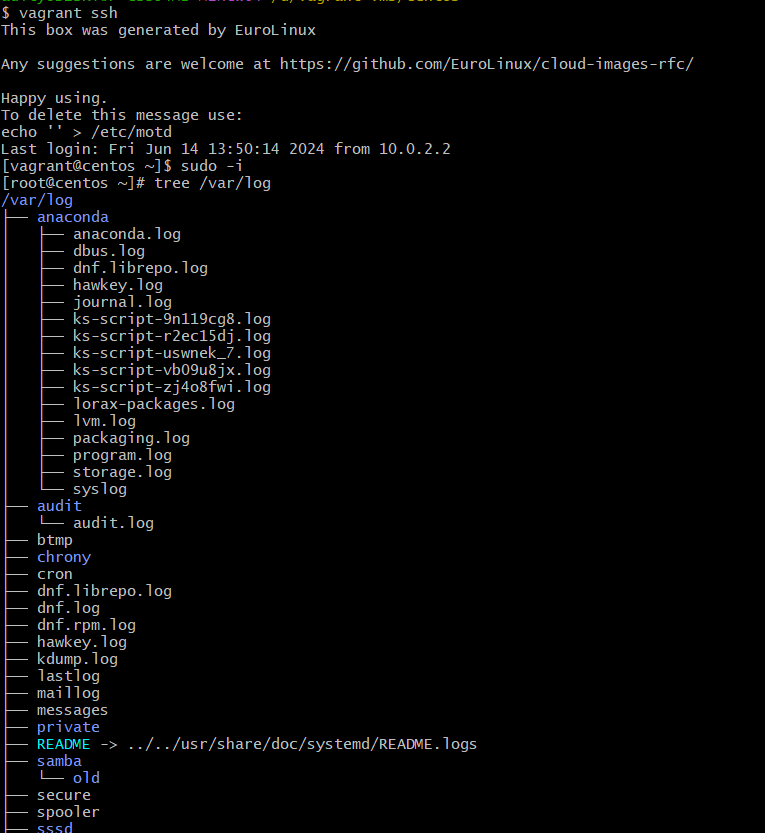 $ vagrant ssh
This box was generated by EuroLinux
Any suggestions are welcome at https://github.com/EuroLinux/cloud-images-rfc/
Happy using.
To delete this message use:
echo '' > /etc/motd
Last login: Fri Jun 14 13:50:14 2024 from 10.0.2.2
[vagrant@centos ~]$ sudo -i
[root@centos ~]# tree /var/log
/var/log
├── anaconda
│   ├── anaconda.log
│   ├── dbus.log
│   ├── dnf.librepo.log
│   ├── hawkey.log
│   ├── journal.log
│   ├── ks-script-9n119cg8.log
│   ├── ks-script-r2ec15dj.log
│   ├── ks-script-uswnek_7.log
│   ├── ks-script-vb09u8jx.log
│   ├── ks-script-zj4o8fwi.log
│   ├── lorax-packages.log
│   ├── lvm.log
│   ├── packaging.log
│   ├── program.log
│   ├── storage.log
│   └── syslog
├── audit
│   └── audit.log
├── btmp
├── chrony
├── cron
├── dnf.librepo.log
├── dnf.log
├── dnf.rpm.log
├── hawkey.log
├── kdump.log
├── lastlog
├── maillog
├── messages
├── private
├── README -> ../../usr/share/doc/systemd/README.logs
├── samba
│   └── old
├── secure
├── spooler
├── sssd